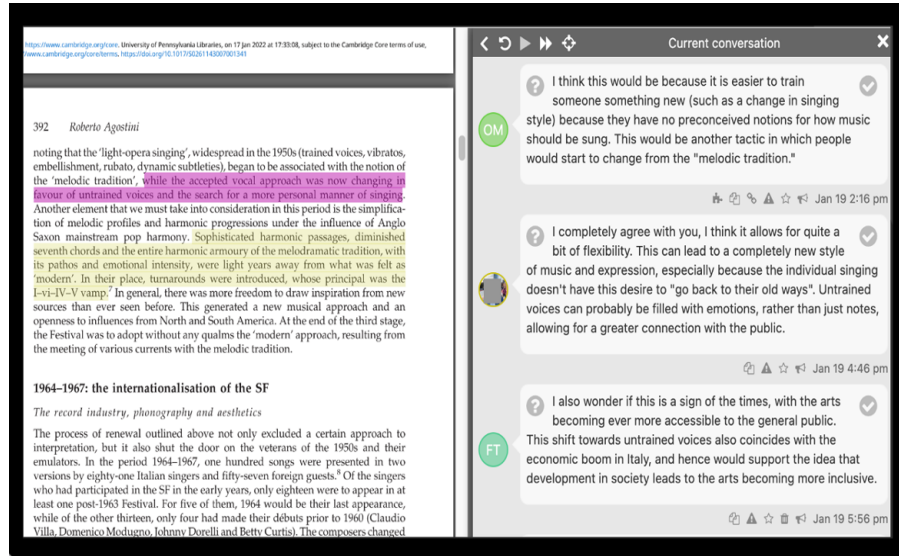 https://www.cambridge.org/core. University of Pennsylvania Libraries, on 17 Jan 2022 at 17:33:08, subject to the Cambridge Core terms of use,
/www.cambridge.org/core/terms. https://doi.org/10.1017/S0261143007001341
392 Roberto Agostini
noting that the 'light-opera singing', widespread in the 1950s (trained voices, vibratos,
embellishment, rubato, dynamic subtleties), began to be associated with the notion of
the 'melodic tradition', while the accepted vocal approach was now changing in
favour of untrained voices and the search for a more personal manner of singing.
Another element that we must take into consideration in this period is the simplifica-
tion of melodic profiles and harmonic progressions under the influence of Anglo
Saxon mainstream pop harmony. Sophisticated harmonic passages, diminished
seventh chords and the entire harmonic armoury of the melodramatic tradition, with
its pathos and emotional intensity, were light years away from what was felt as
'modern'. In their place, turnarounds were introduced, whose principal was the
I–vi–IV–V vamp.7 In general, there was more freedom to draw inspiration from new
sources than ever seen before. This generated a new musical approach and an
openness to influences from North and South America. At the end of the third stage,
the Festival was to adopt without any qualms the 'modern' approach, resulting from
the meeting of various currents with the melodic tradition.
1964–1967: the internationalisation of the SF
The record industry, phonography and aesthetics
The process of renewal outlined above not only excluded a certain approach to
interpretation, but it also shut the door on the veterans of the 1950s and their
emulators. In the period 1964–1967, one hundred songs were presented in two
versions by eighty-one Italian singers and fifty-seven foreign guests.8 Of the singers
who had participated in the SF in the early years, only eighteen were to appear in at
least one post-1963 Festival. For five of them, 1964 would be their last appearance,
while of the other thirteen, only four had made their débuts prior to 1960 (Claudio
Villa, Domenico Modugno, Johnny Dorelli and Betty Curtis). The composers changed
Current conversation
OM
I think this would be because it is easier to train
someone something new (such as a change in singing
style) because they have no preconceived notions for how music
should be sung. This would be another tactic in which people
would start to change from the "melodic tradition."
Jan 19 2:16 pm
I completely agree with you, I think it allows for quite a
bit of flexibility. This can lead to a completely new style
of music and expression, especially because the individual singing
doesn't have this desire to "go back to their old ways". Untrained
voices can probably be filled with emotions, rather than just notes,
allowing for a greater connection with the public.
Jan 19 4:46 pm
FT
I also wonder if this is a sign of the times, with the arts
becoming ever more accessible to the general public.
This shift towards untrained voices also coincides with the
economic boom in Italy, and hence would support the idea that
development in society leads to the arts becoming more inclusive.
Jan 19 5:56 pm